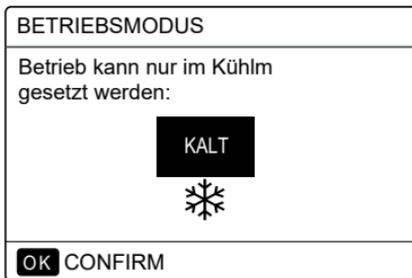 BETRIEBSMODUS
Betrieb kann nur im Kühlm
gesetzt werden:
KALT
OK CONFIRM